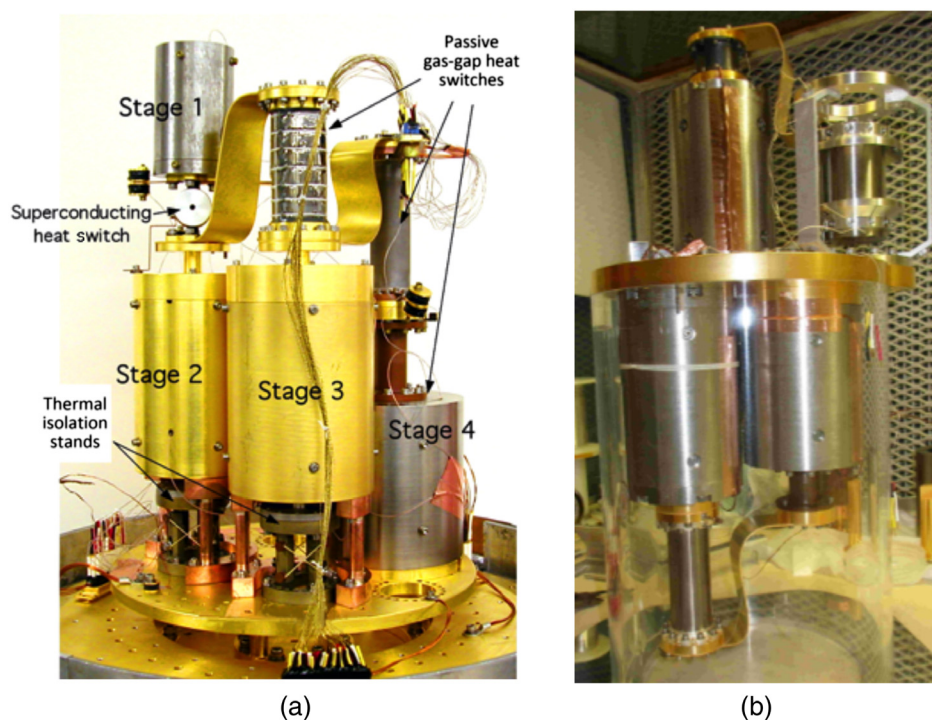 Stage 1
Passive
gas-gap heat
switches
Superconducting
heat switch
Stage 2
Stage 3
Thermal
isolation
stands
Stage 4
(a)
(b)